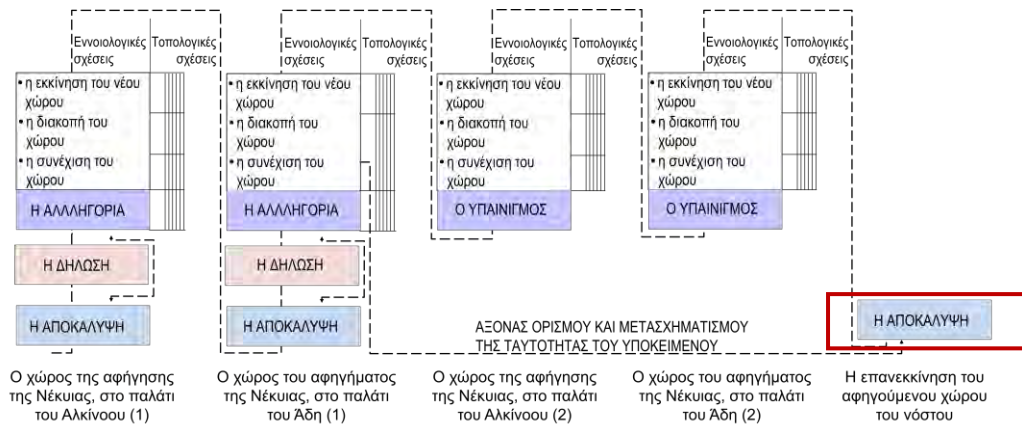 Εννοιολογικές σχέσεις
Τοπολογικές σχέσεις
• η εκκίνηση του νέου
χώρου
• η διακοπή του
χώρου
• η συνέχιση του
χώρου
Η ΑΛΛΛΗΓΟΡΙΑ
Η ΔΗΛΩΣΗ
Η ΑΠΟΚΑΛΥΨΗ
Ο χώρος της αφήγησης
της Νέκυιας, στο παλάτι
του Αλκίνοου (1)
Εννοιολογικές σχέσεις
Τοπολογικές σχέσεις
• η εκκίνηση του νέου
χώρου
• η διακοπή του
χώρου
• η συνέχιση του
χώρου
Η ΑΛΛΛΗΓΟΡΙΑ
Η ΔΗΛΩΣΗ
Η ΑΠΟΚΑΛΥΨΗ
Ο χώρος του αφηγήματος
της Νέκυιας, στο παλάτι
του Άδη (1)
Εννοιολογικές σχέσεις
Τοπολογικές σχέσεις
• η εκκίνηση του νέου
χώρου
• η διακοπή του
χώρου
• η συνέχιση του
χώρου
Ο ΥΠΑΙΝΙΓΜΟΣ
Ο χώρος της αφήγησης
της Νέκυιας, στο παλάτι
του Αλκίνοου (2)
Εννοιολογικές σχέσεις
Τοπολογικές σχέσεις
• η εκκίνηση του νέου
χώρου
• η διακοπή του
χώρου
• η συνέχιση του
χώρου
Ο ΥΠΑΙΝΙΓΜΟΣ
Ο χώρος του αφηγήματος
της Νέκυιας, στο παλάτι
του Άδη (2)
ΑΞΟΝΑΣ ΟΡΙΣΜΟΥ ΚΑΙ ΜΕΤΑΣΧΗΜΑΤΙΣΜΟΥ
ΤΗΣ ΤΑΥΤΟΤΗΤΑΣ ΤΟΥ ΥΠΟΚΕΙΜΕΝΟΥ
Η ΑΠΟΚΑΛΥΨΗ
Η επανεκκίνηση του
αφηγούμενου χώρου
του νόστου